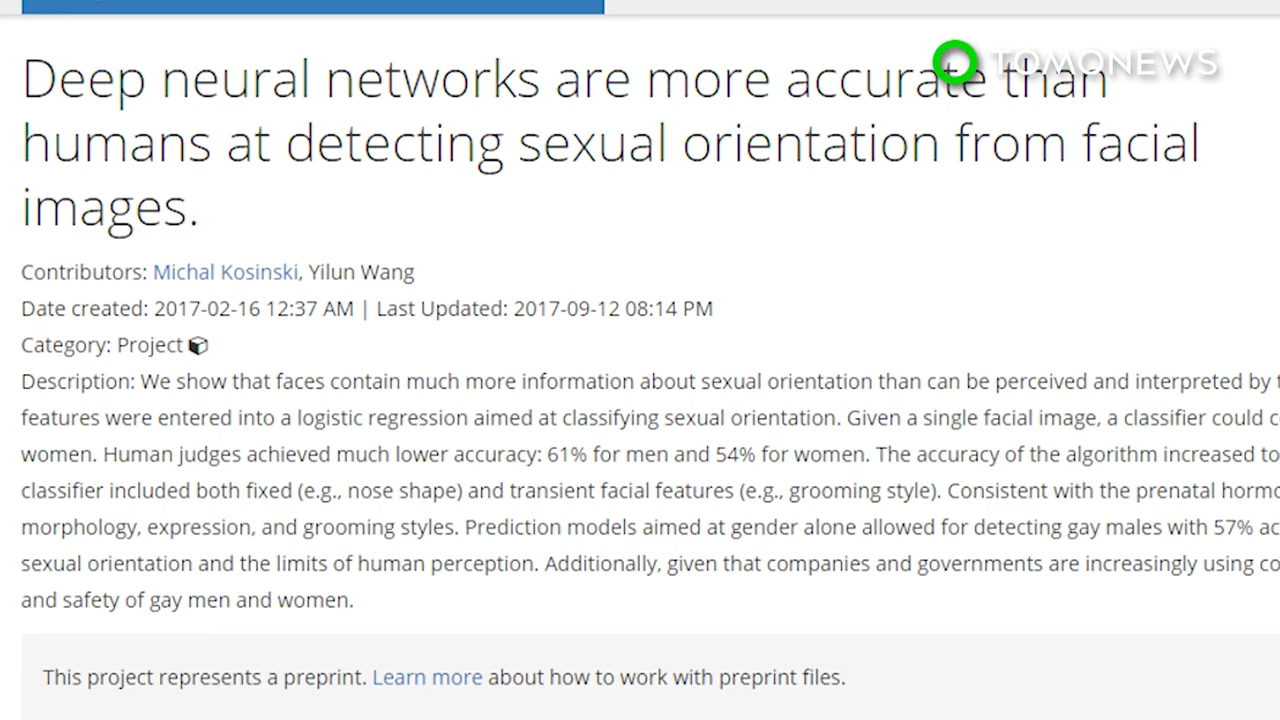 Deep neural networks are more accurate than
humans at detecting sexual orientation from facial
images.
TOMONEWS
Contributors: Michal Kosinski, Yilun Wang
Date created: 2017-02-16 12:37 AM | Last Updated: 2017-09-12 08:14 PM
Category: Project
Description: We show that faces contain much more information about sexual orientation than can be perceived and interpreted by
features were entered into a logistic regression aimed at classifying sexual orientation. Given a single facial image, a classifier could
women. Human judges achieved much lower accuracy: 61% for men and 54% for women. The accuracy of the algorithm increased to
classifier included both fixed (e.g., nose shape) and transient facial features (e.g., grooming style). Consistent with the prenatal
morphology, expression, and grooming styles. Prediction models aimed at gender alone allowed for detecting gay males with 57%
sexual orientation and the limits of human perception. Additionally, given that companies and governments are increasingly using
and safety of gay men and women.
This project represents a preprint. Learn more about how to work with preprint files.